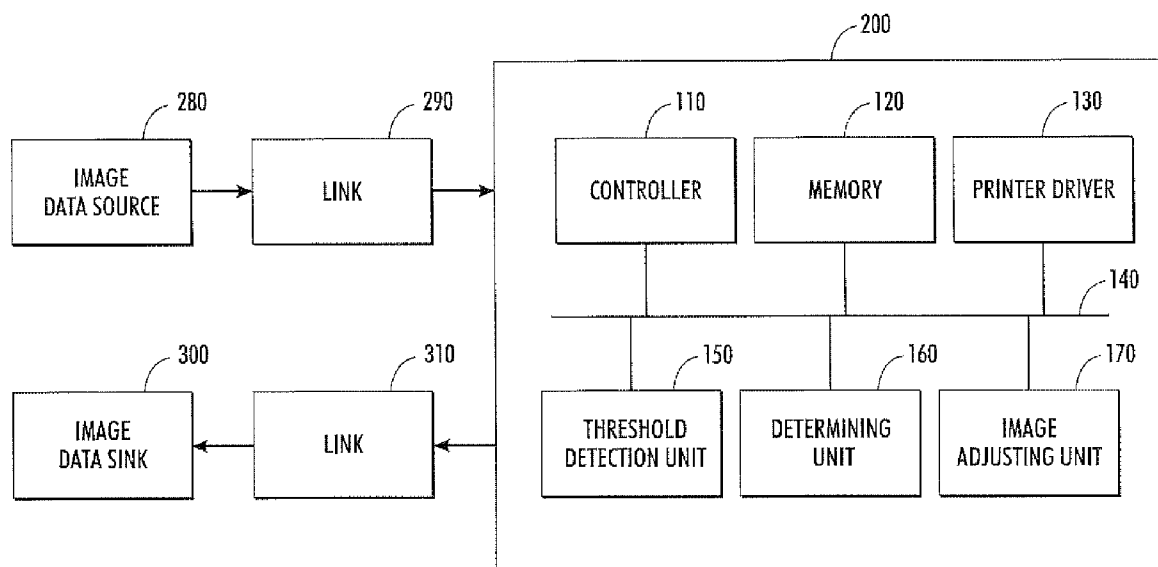 200
280
290
110
120
130
IMAGE
DATA SOURCE
LINK
CONTROLLER
MEMORY
PRINTER DRIVER
140
300
310
150
160
170
IMAGE
DATA SINK
LINK
THRESHOLD
DETECTION UNIT
DETERMINING
UNIT
IMAGE
ADJUSTING UNIT